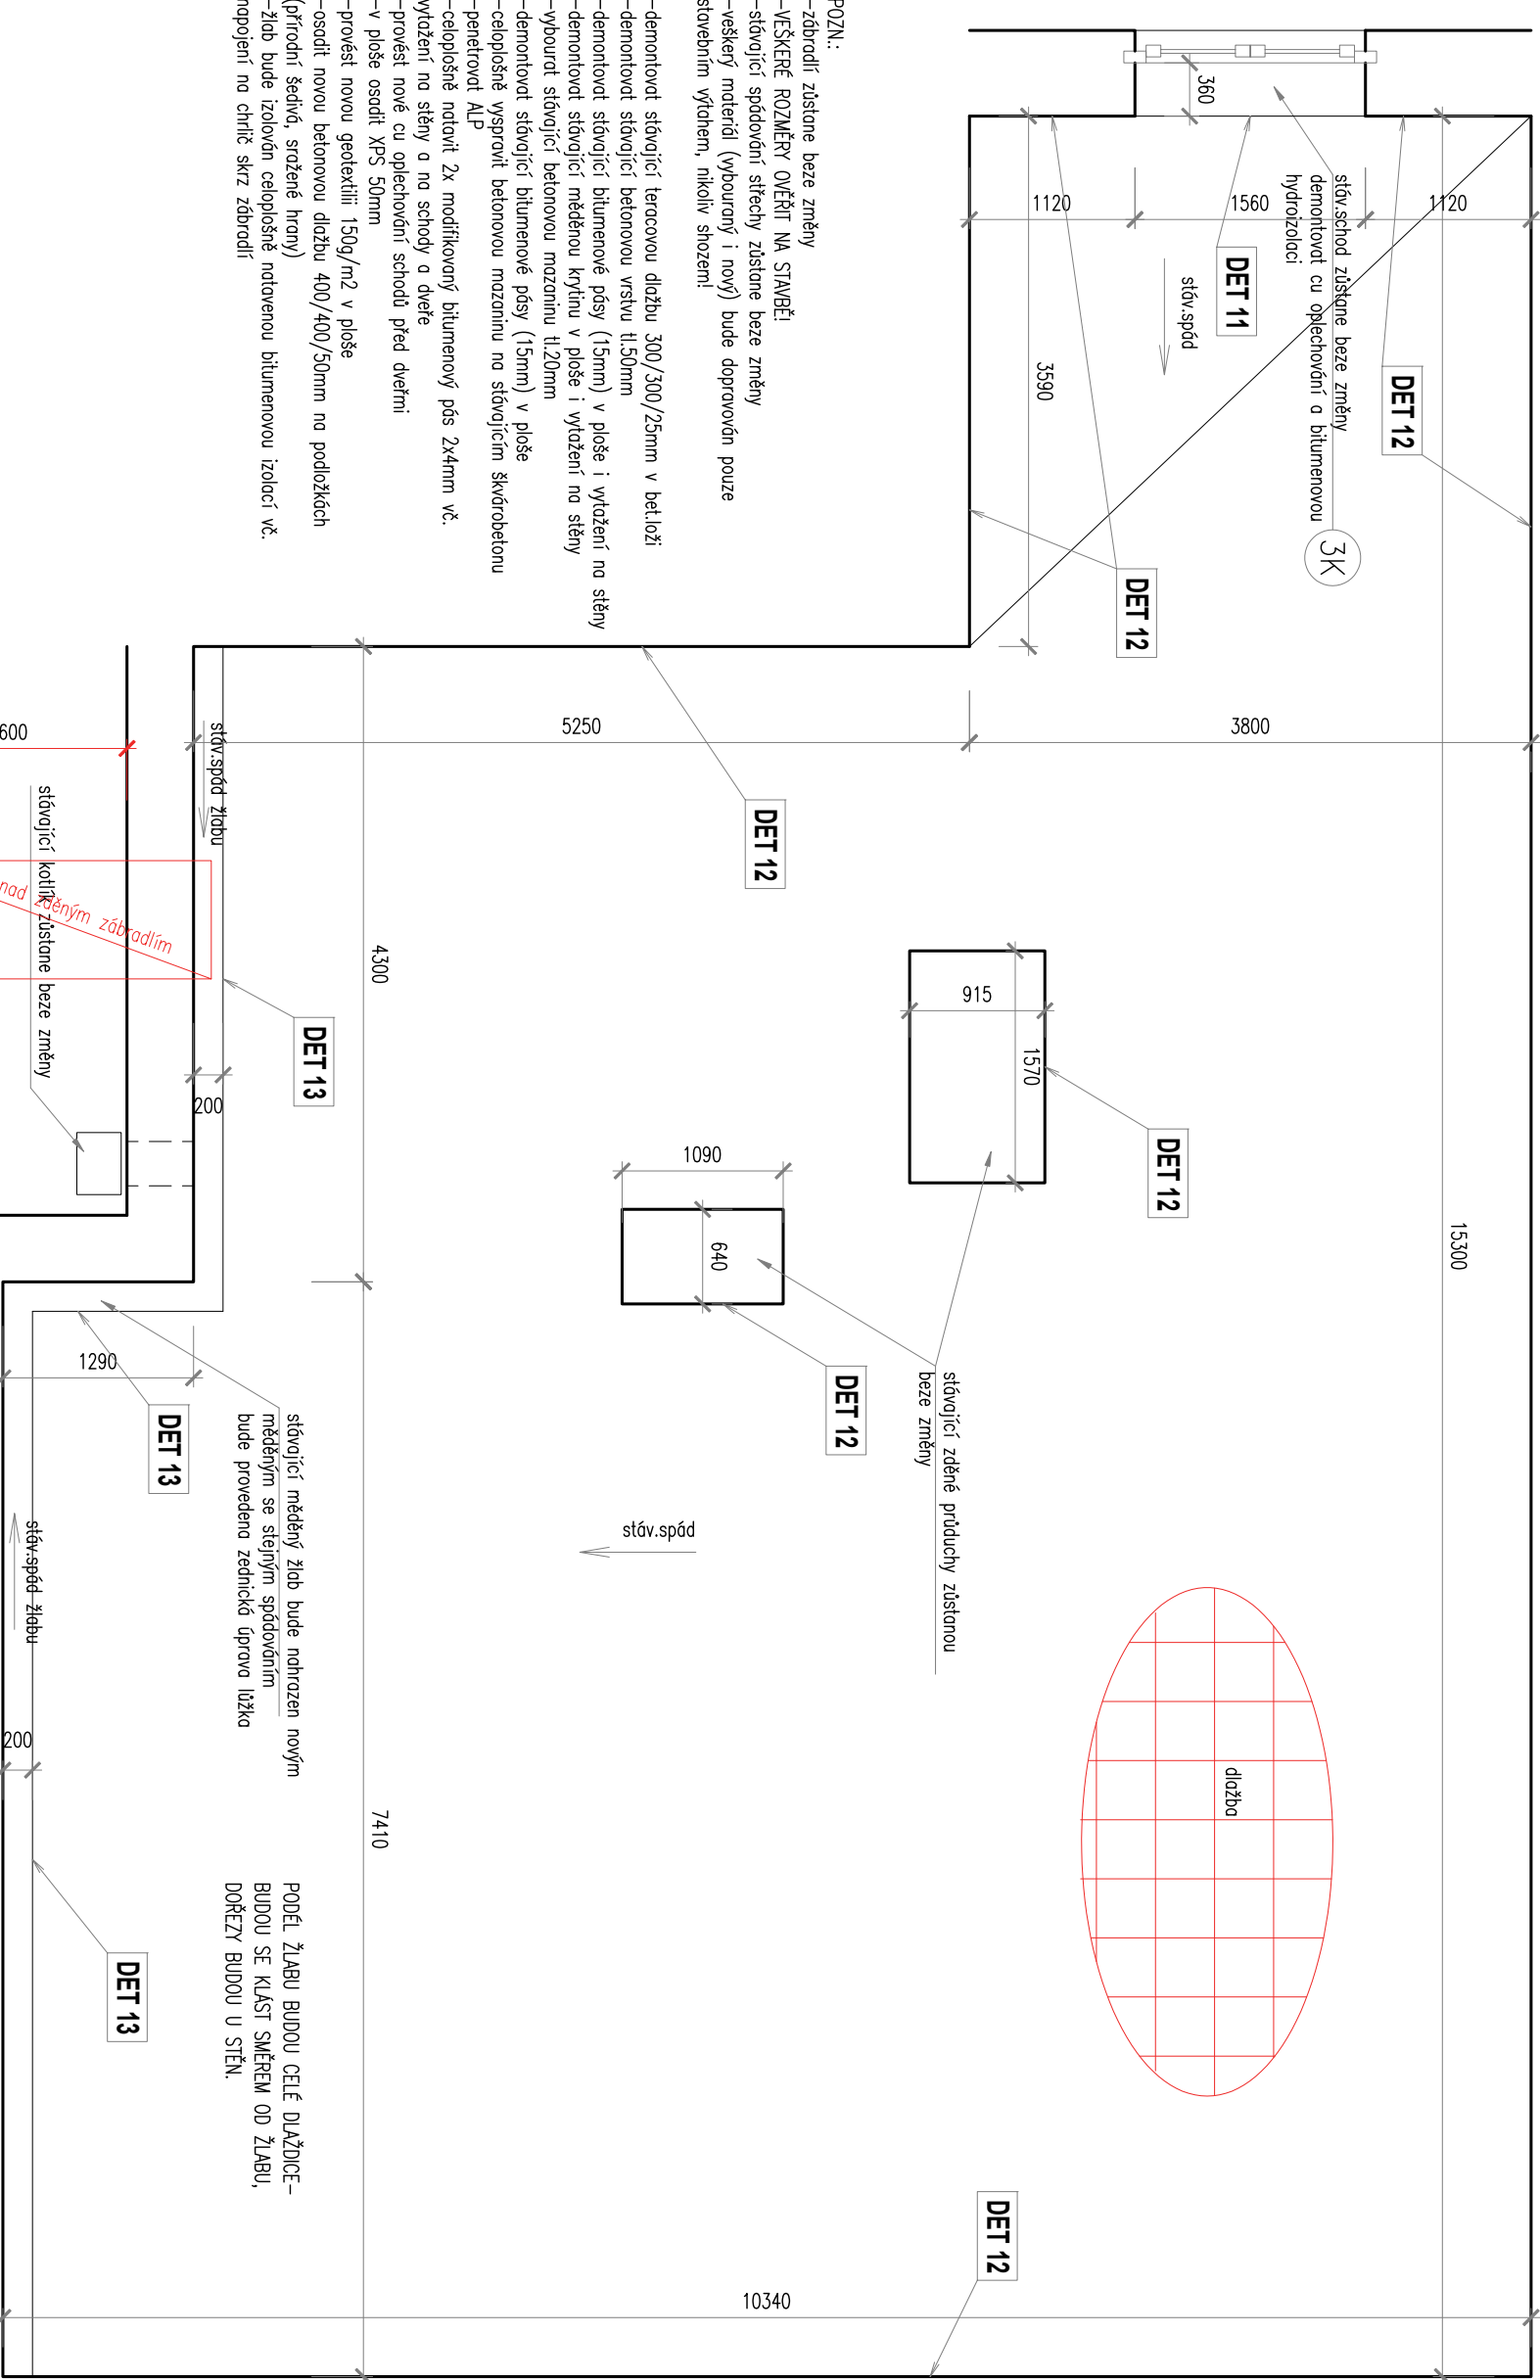 POZN.:
-zábradlí zůstane beze změny
-VEŠKERÉ ROZMĚRY OVĚŘIT NA STAVBĚ!
-stávající spádování střechy zůstane beze změny
-veškerý materiál (vybouraný i nový) bude dopravován pouze
stavebním výtahem, nikoliv shozem!
-demontovat stávající teracovou dlažbu 300/300/25mm v bet.loži
-demontovat stávající betonovou vrstvu tl.50mm
-demontovat stávající bitumenové pásy (15mm) v ploše i vytažení na stěny
-demontovat stávající měděnou krytinu v ploše i vytažení na stěny
-vybourat stávající betonovou mazaninu tl.20mm
-demontovat stávající bitumenové pásy (15mm) v ploše
-celoplošně vyspravit betonovou mazaninu na stávajícím škvárobetonu
-penetrovat ALP
-celoplošně natavit 2x modifikovaný bitumenový pás 2x4mm vč.
vytažení na stěny a na schody a dveře
-provést nové cu oplechování schodů před dveřmi
-v ploše osadit XPS 50mm
-provést novou geotextilii 150g/m2 v ploše
-osadit novou betonovou dlažbu 400/400/50mm na podložkách
(přírodní šedivá, sražené hrany)
-žlab bude izolován celoplošně natavenou bitumenovou izolací vč.
napojení na chrlič skrz zábradlí
360
1120
1560
1120
stáv.schod zůstane beze změny
demontovat cu oplechování a bitumenovou
hydroizolaci
3K
DET 11
DET 12
DET 12
stáv.spád
3590
5250
3800
DET 12
600
stáv.spád žlabu
stávající kotlík zůstane beze změny
nad zděným zábradlím
4300
DET 13
200
915
1570
DET 12
1090
640
DET 12
15300
stávající zděné průduchy zůstanou
beze změny
1290
DET 13
stávající měděný žlab bude nahrazen novým
měděným se stejným spádováním
bude provedena zednická úprava lůžka
stáv.spád
stáv.spád žlabu
200
7410
dlažba
DET 13
PODÉL ŽLABU BUDOU CELÉ DLAŽDICE-
BUDOU SE KLÁST SMĚREM OD ŽLABU,
DOŘEZY BUDOU U STĚN.
DET 12
10340